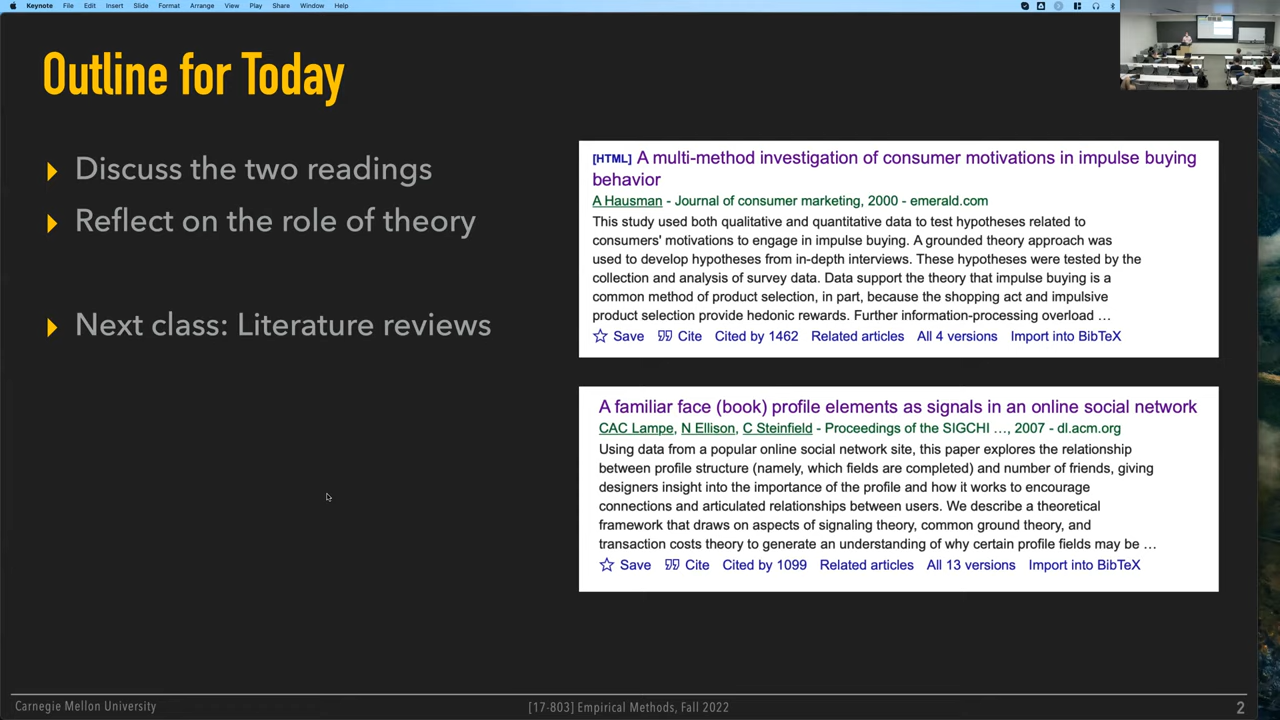 Keynote File Edit Insert Slide Format Arrange View Play Share Window Help
Outline for Today
Discuss the two readings
Reflect on the role of theory
Next class: Literature reviews
[HTML] A multi-method investigation of consumer motivations in impulse buying
behavior
A Hausman - Journal of consumer marketing, 2000 - emerald.com
This study used both qualitative and quantitative data to test hypotheses related to
consumers' motivations to engage in impulse buying. A grounded theory approach was
used to develop hypotheses from in-depth interviews. These hypotheses were tested by the
collection and analysis of survey data. Data support the theory that impulse buying is a
common method of product selection, in part, because the shopping act and impulsive
product selection provide hedonic rewards. Further information-processing overload …
Save Cite Cited by 1462 Related articles All 4 versions Import into BibTeX
A familiar face (book) profile elements as signals in an online social network
CAC Lampe, N Ellison, C Steinfield - Proceedings of the SIGCHI …, 2007 - dl.acm.org
Using data from a popular online social network site, this paper explores the relationship
between profile structure (namely, which fields are completed) and number of friends, giving
designers insight into the importance of the profile and how it works to encourage
connections and articulated relationships between users. We describe a theoretical
framework that draws on aspects of signaling theory, common ground theory, and
transaction costs theory to generate an understanding of why certain profile fields may be …
Save Cite Cited by 1099 Related articles All 13 versions Import into BibTeX
Carnegie Mellon University [17-803] Empirical Methods, Fall 2022 2